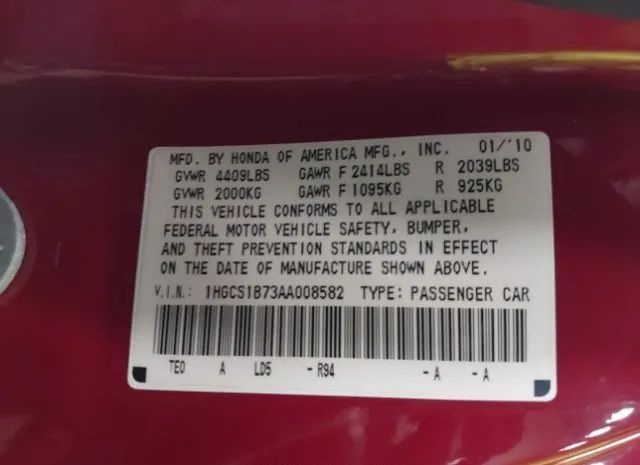 MFD. BY HONDA OF AMERICA MFG., INC. 01/'10
GVWR 4409LBS GAWR F 2414LBS R 2039LBS
GVWR 2000KG GAWR F 1095KG R 925KG
THIS VEHICLE CONFORMS TO ALL APPLICABLE
FEDERAL MOTOR VEHICLE SAFETY, BUMPER,
AND THEFT PREVENTION STANDARDS IN EFFECT
ON THE DATE OF MANUFACTURE SHOWN ABOVE.
V.I.N.: 1HGCS1B73AA008582 TYPE: PASSENGER CAR
TE0 A LD5 - R94 - A - A